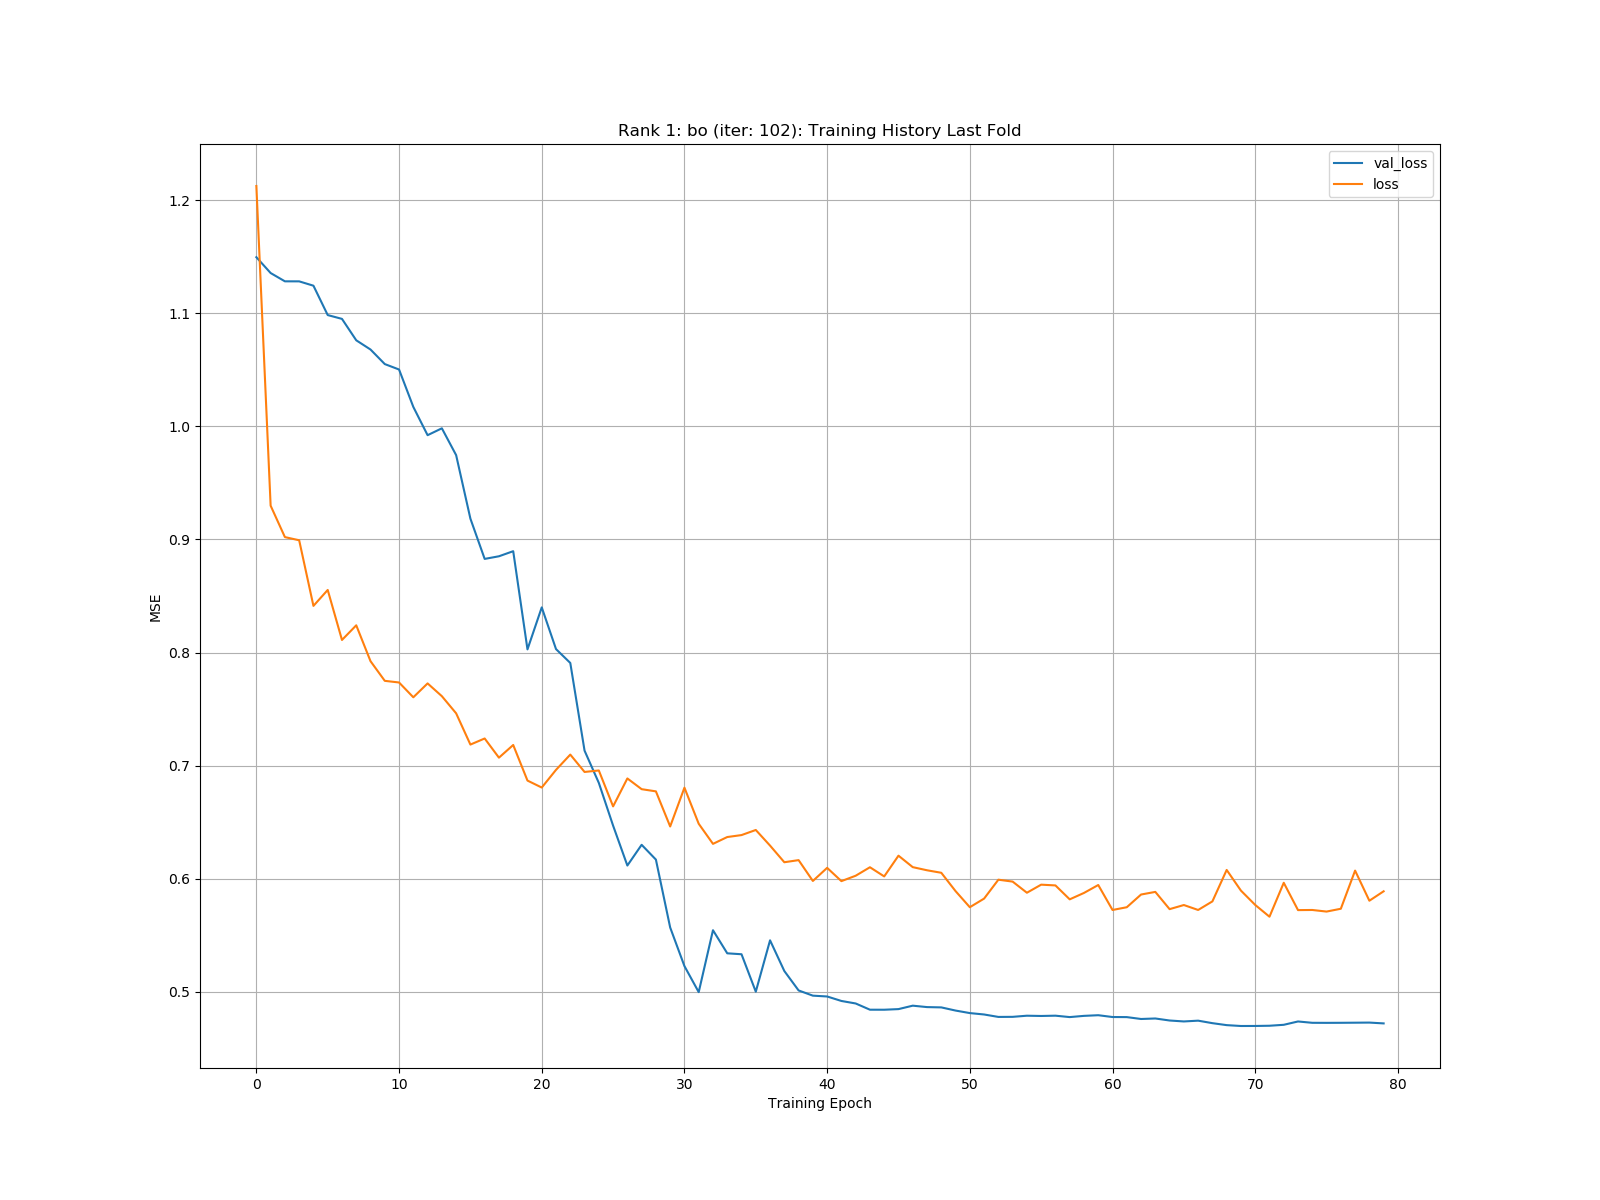 Rank 1: bo (iter: 102): Training History Last Fold
val_loss
loss
1.2
1.1
1.0
0.9
0.8
0.7
0.6
0.5
MSE
0 10 20 30 40 50 60 70 80
Training Epoch